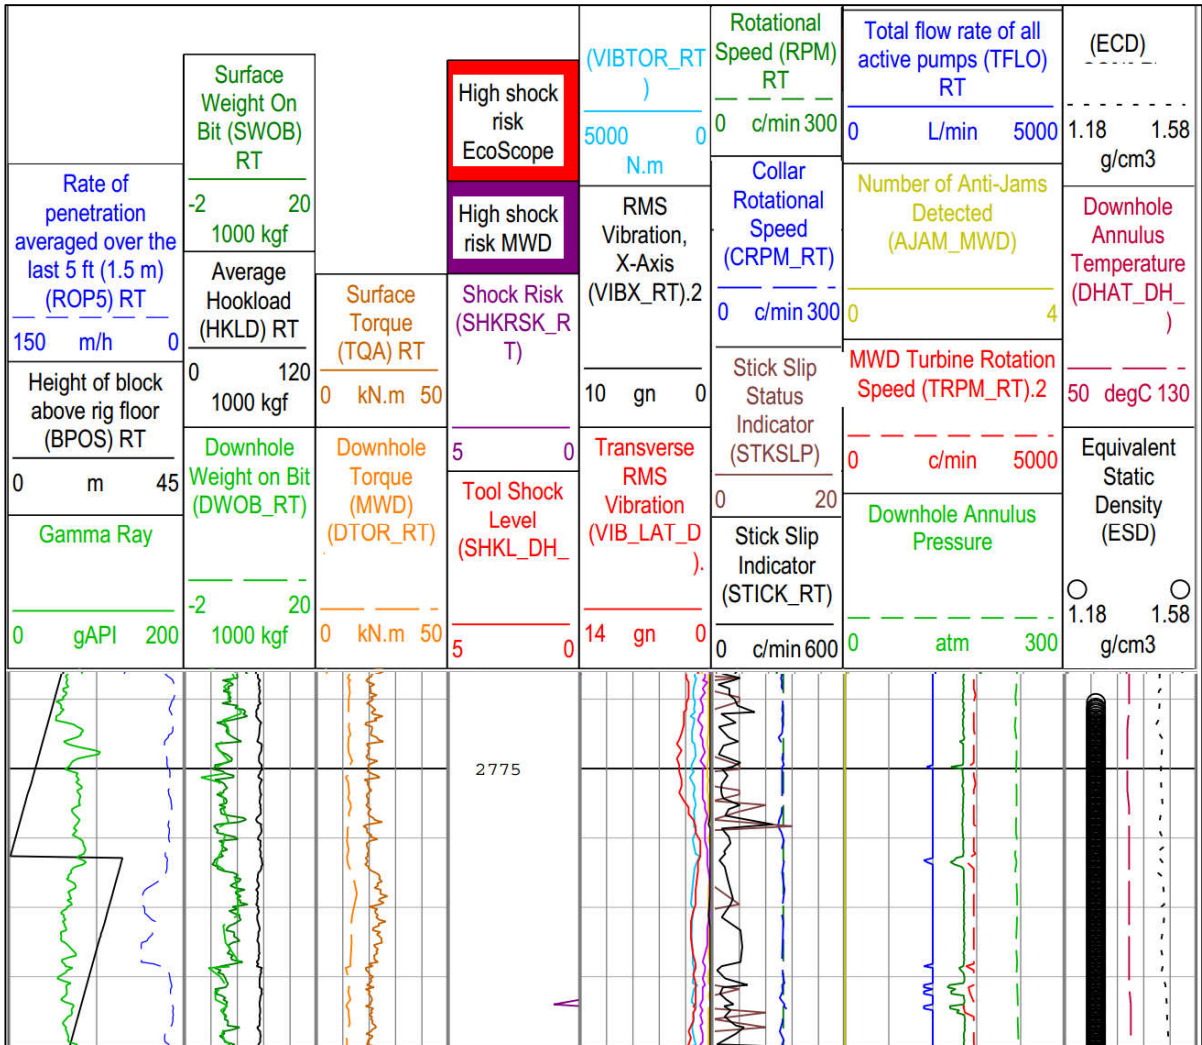 Rate of
penetration
averaged over the
last 5 ft (1.5 m)
(ROP5) RT
150 m/h 0
Height of block
above rig floor
(BPOS) RT
0 m 45
Gamma Ray
0 gAPI 200
Surface
Weight On
Bit (SWOB)
RT
-2 20
1000 kgf
Average
Hookload
(HKLD) RT
0 120
1000 kgf
Downhole
Weight on Bit
(DWOB_RT)
-2 20
1000 kgf
Surface
Torque
(TQA) RT
0 kN.m 50
Downhole
Torque
(MWD)
(DTOR_RT)
0 kN.m 50
High shock
risk
EcoScope
High shock
risk MWD
Shock Risk
(SHKRSK_R
T)
5 0
Tool Shock
Level
(SHKL_DH_
5 0
(VIBTOR_RT
)
5000 0
N.m
RMS
Vibration,
X-Axis
(VIBX_RT).2
10 gn 0
Transverse
RMS
Vibration
(VIB_LAT_D
).
14 gn 0
Rotational
Speed (RPM)
RT
0 c/min 300
Collar
Rotational
Speed
(CRPM_RT)
0 c/min 300
Stick Slip
Status
Indicator
(STKSLP)
0 20
Stick Slip
Indicator
(STICK_RT)
0 c/min 600
Total flow rate of all
active pumps (TFLO)
RT
0 L/min 5000
Number of Anti-Jams
Detected
(AJAM_MWD)
0 4
MWD Turbine Rotation
Speed (TRPM_RT).2
0 c/min 5000
Downhole Annulus
Pressure
0 atm 300
(ECD)
1.18 1.58
g/cm3
Downhole
Annulus
Temperature
(DHAT_DH_
)
50 degC 130
Equivalent
Static
Density
(ESD)
1.18 1.58
g/cm3
2775